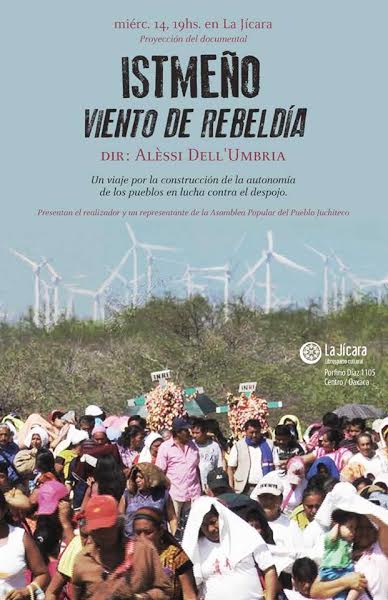 miérc. 14, 19hs. en La Jícara
Proyección del documental
ISTMEÑO
VIENTO DE REBELDÍA
DIR: ALÈSSI DELL'UMBRIA
Un viaje por la construcción de la autonomía
de los pueblos en lucha contra el despojo.
Presentan el realizador y un representante de la Asamblea Popular del Pueblo Juchiteco
La Jícara
librespacio cultural
Porfirio Díaz 1105
Centro / Oaxaca
INRI
INRI